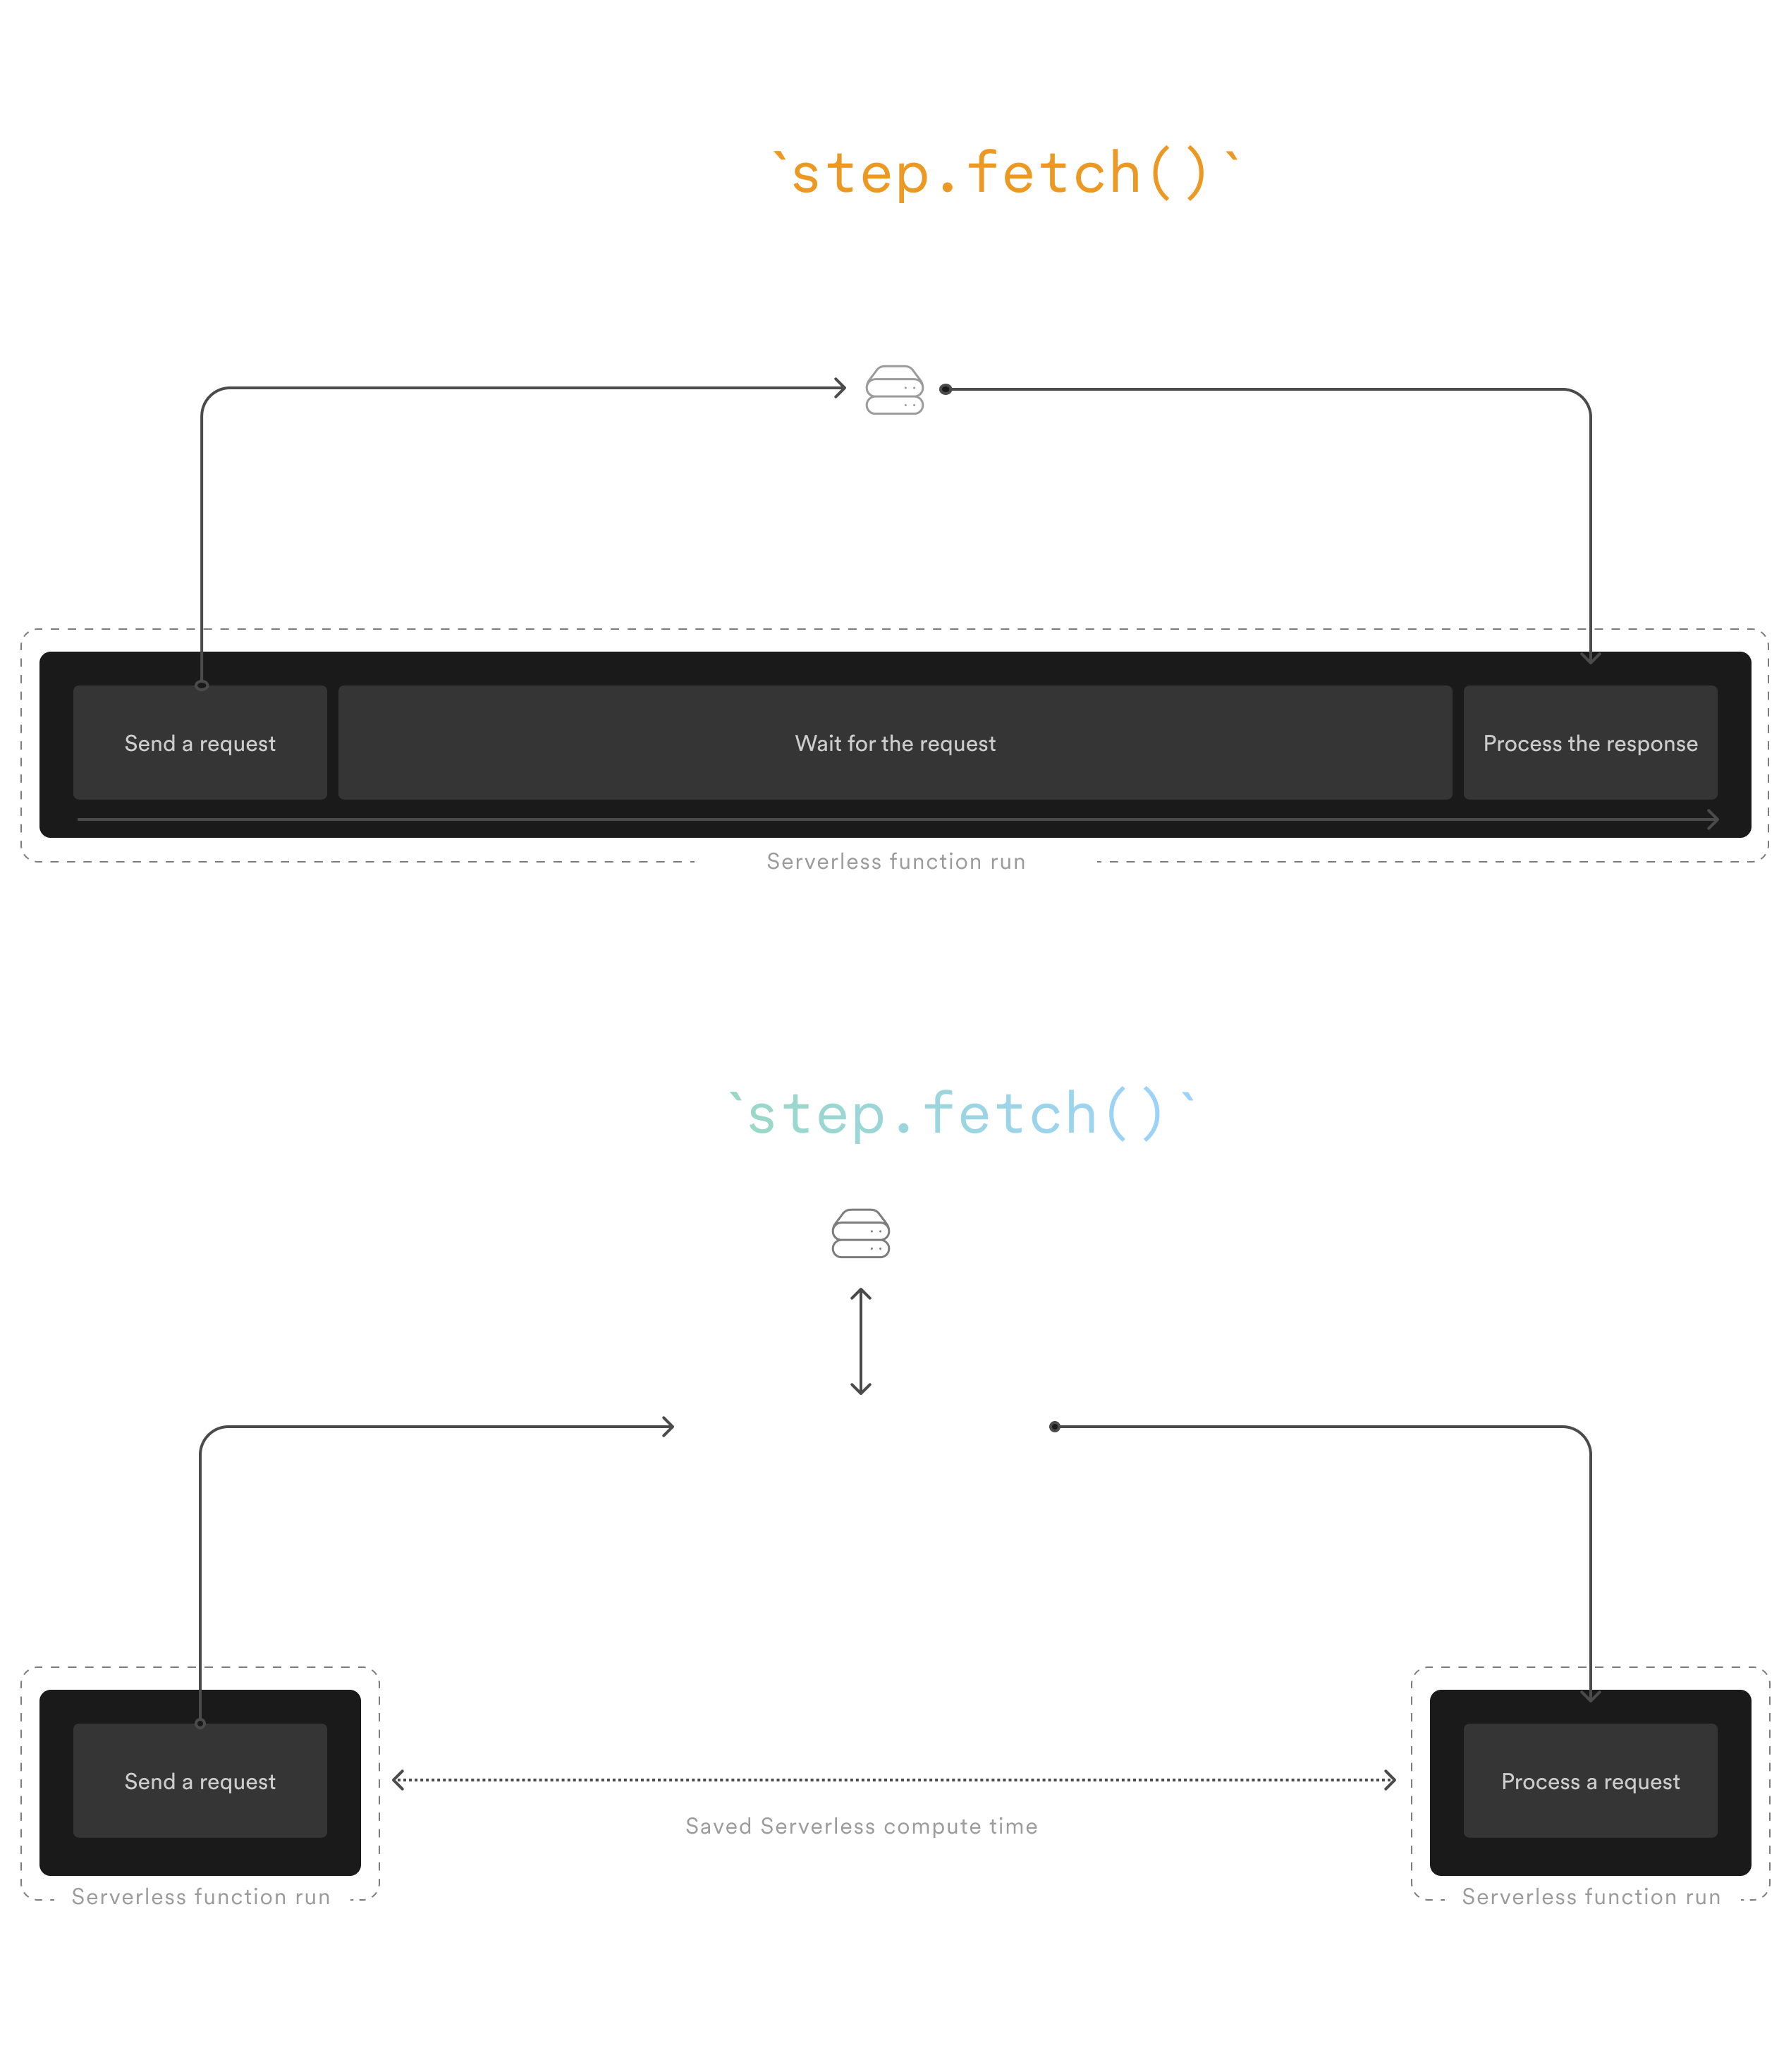 `step.fetch()`
Send a request
Wait for the request
Process the response
Serverless function run
`step.fetch()`
Send a request
Process a request
Saved Serverless compute time
Serverless function run
Serverless function run